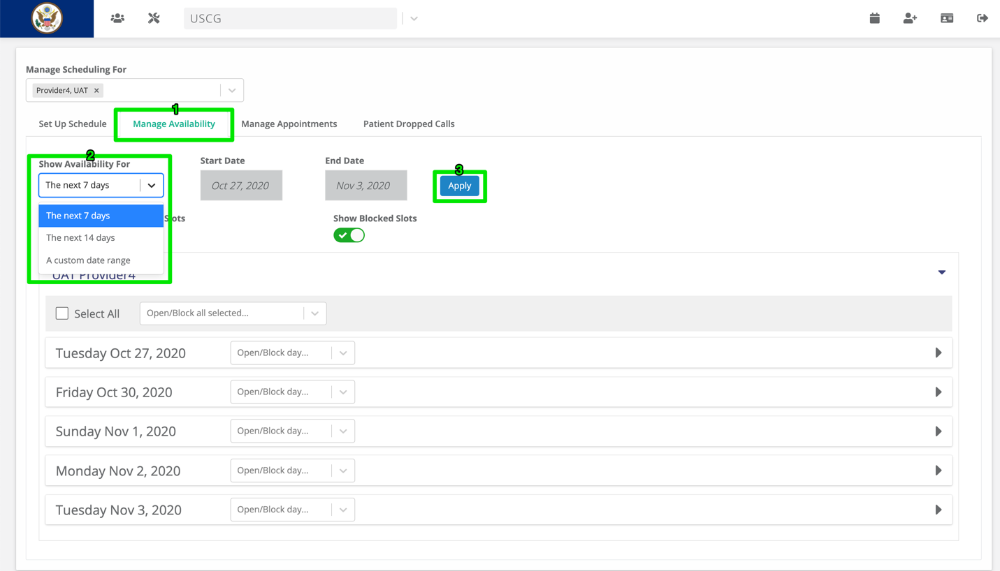 USCG
Manage Scheduling For
Provider4, UAT ×
1
Set Up Schedule Manage Availability Manage Appointments Patient Dropped Calls
2
Show Availability For Start Date End Date
3
The next 7 days Oct 27, 2020 Nov 3, 2020 Apply
The next 7 days
Show Blocked Slots
The next 14 days
A custom date range
UAT Provider4
Select All Open/Block all selected...
Tuesday Oct 27, 2020 Open/Block day...
Friday Oct 30, 2020 Open/Block day...
Sunday Nov 1, 2020 Open/Block day...
Monday Nov 2, 2020 Open/Block day...
Tuesday Nov 3, 2020 Open/Block day...